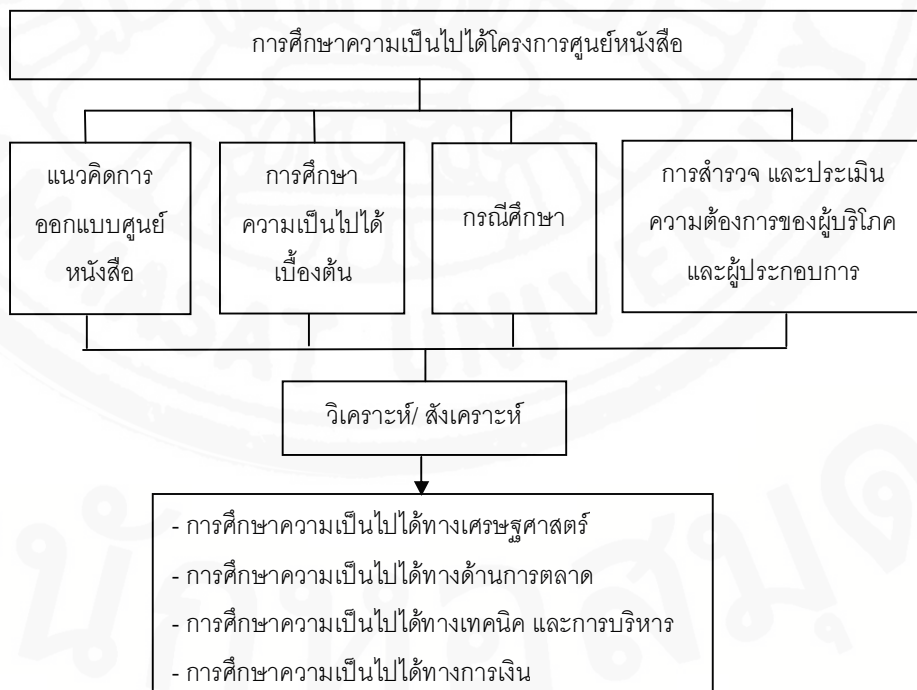 การศึกษาความเป็นไปได้โครงการศูนย์หนังสือ
แนวคิดการ
ออกแบบศูนย์
หนังสือ
การศึกษา
ความเป็นไปได้
เบื้องต้น
กรณีศึกษา
การสำรวจ และประเมิน
ความต้องการของผู้บริโภค
และผู้ประกอบการ
วิเคราะห์/ สังเคราะห์
- การศึกษาความเป็นไปได้ทางเศรษฐศาสตร์
- การศึกษาความเป็นไปได้ทางด้านการตลาด
- การศึกษาความเป็นไปได้ทางเทคนิค และการบริหาร
- การศึกษาความเป็นไปได้ทางการเงิน